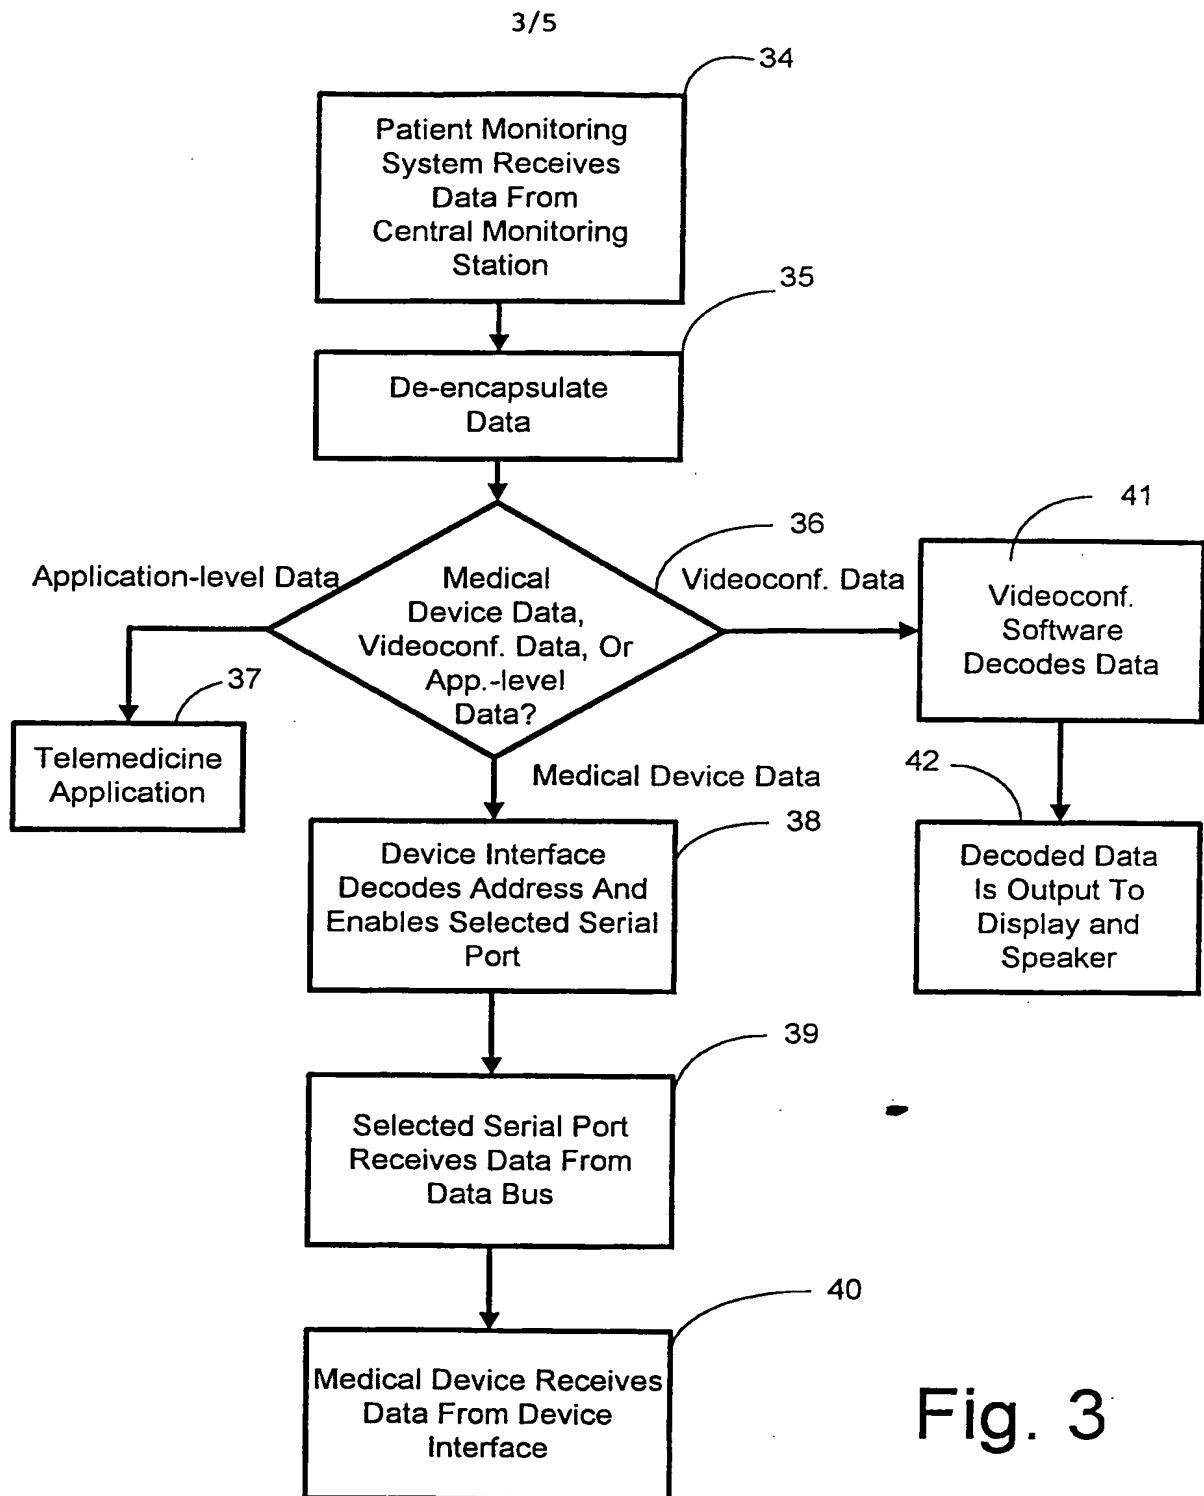 3/5
34
Patient Monitoring
System Receives
Data From
Central Monitoring
Station
35
De-encapsulate
Data
36
Medical
Device Data,
Videoconf. Data, Or
App.-level
Data?
Application-level Data
37
Telemedicine
Application
Videoconf. Data
41
Videoconf.
Software
Decodes Data
42
Decoded Data
Is Output To
Display and
Speaker
Medical Device Data
38
Device Interface
Decodes Address And
Enables Selected Serial
Port
39
Selected Serial Port
Receives Data From
Data Bus
40
Medical Device Receives
Data From Device
Interface
Fig. 3